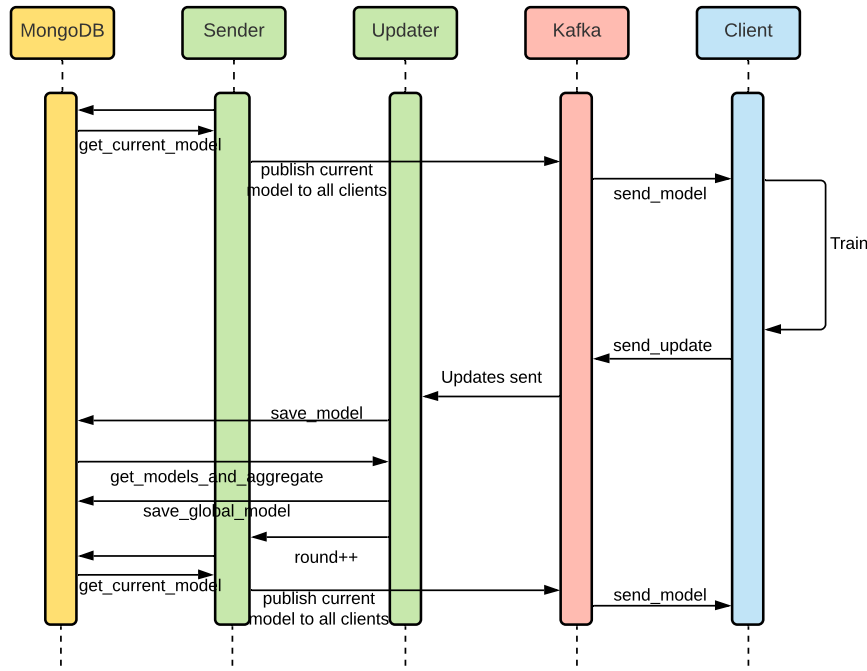 MongoDB
Sender
Updater
Kafka
Client
get_current_model
publish current
model to all clients
send_model
Train
send_update
Updates sent
save_model
get_models_and_aggregate
save_global_model
round++
get_current_model
publish current
model to all clients
send_model